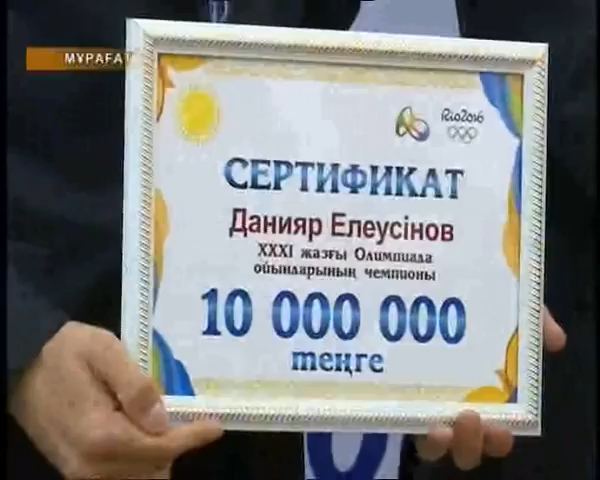 МҰРАҒАТ
Rio2016
СЕРТИФИКАТ
Данияр Елеусінов
XXXI жазғы Олимпиада
ойындарының чемпионы
10 000 000
теңге